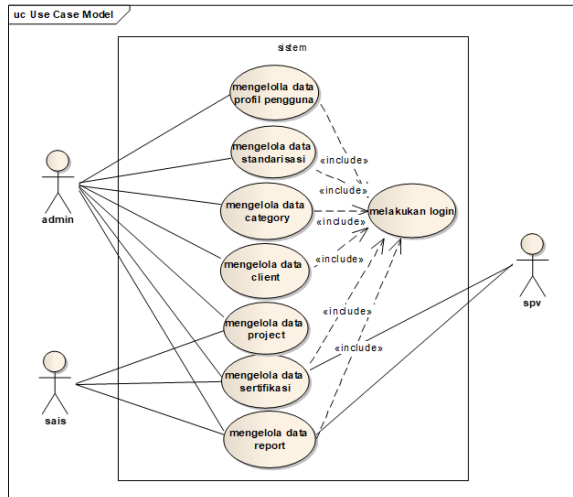 uc Use Case Model
sistem
mengelolla data
profil pengguna
mengelola data
standarisasi
«include»
«include»
mengelola data
category
melakukan login
«include»
admin
mengelola data
client
«include»
spv
«include»
mengelola data
project
«include»
mengelola data
sertifikasi
sais
mengelola data
report